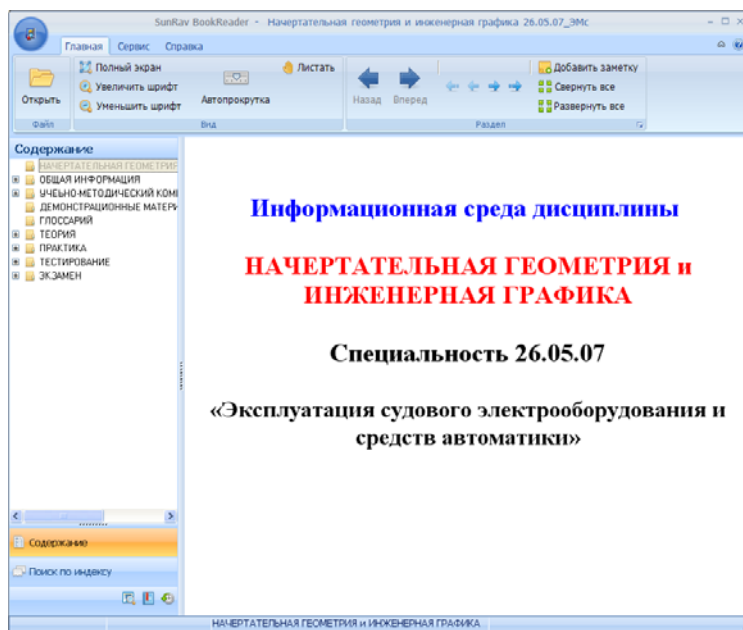 SunRav BookReader - Начертательная геометрия и инженерная графика 26.05.07_ЭМс
Главная Сервис Справка
Открыть
Полный экран
Увеличить шрифт
Уменьшить шрифт
Автопрокрутка
Листать
Назад Вперед
Добавить заметку
Свернуть все
Развернуть все
Файл Вид Раздел
Содержание
НАЧЕРТАТЕЛЬНАЯ ГЕОМЕТРИЯ
ОБЩАЯ ИНФОРМАЦИЯ
УЧЕБНО-МЕТОДИЧЕСКИЙ КОМ
ДЕМОНСТРАЦИОННЫЕ МАТЕРИ
ГЛОССАРИЙ
ТЕОРИЯ
ПРАКТИКА
ТЕСТИРОВАНИЕ
ЭКЗАМЕН
Содержание
Поиск по индексу
Информационная среда дисциплины
НАЧЕРТАТЕЛЬНАЯ ГЕОМЕТРИЯ и
ИНЖЕНЕРНАЯ ГРАФИКА
Специальность 26.05.07
«Эксплуатация судового электрооборудования и
средств автоматики»
НАЧЕРТАТЕЛЬНАЯ ГЕОМЕТРИЯ и ИНЖЕНЕРНАЯ ГРАФИКА